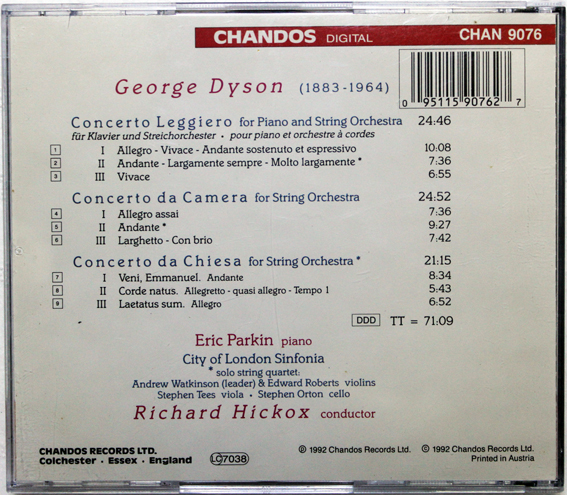 CHANDOS DIGITAL CHAN 9076
George Dyson (1883-1964)
0 95115 90762 7
Concerto Leggiero for Piano and String Orchestra 24:46
für Klavier und Streichorchester · pour piano et orchestre à cordes
1 I Allegro - Vivace - Andante sostenuto et espressivo 10:08
2 II Andante - Largamente sempre - Molto largamente * 7:36
3 III Vivace 6:55
Concerto da Camera for String Orchestra 24:52
4 I Allegro assai 7:36
5 II Andante * 9:27
6 III Larghetto - Con brio 7:42
Concerto da Chiesa for String Orchestra * 21:15
7 I Veni, Emmanuel. Andante 8:34
8 II Corde natus. Allegretto - quasi allegro - Tempo 1 5:43
9 III Laetatus sum. Allegro 6:52
DDD TT = 71:09
Eric Parkin piano
City of London Sinfonia
* solo string quartet:
Andrew Watkinson (leader) & Edward Roberts violins
Stephen Tees viola · Stephen Orton cello
Richard Hickox conductor
CHANDOS RECORDS LTD.
Colchester · Essex · England
LC 7038
℗ 1992 Chandos Records Ltd. © 1992 Chandos Records Ltd.
Printed in Austria